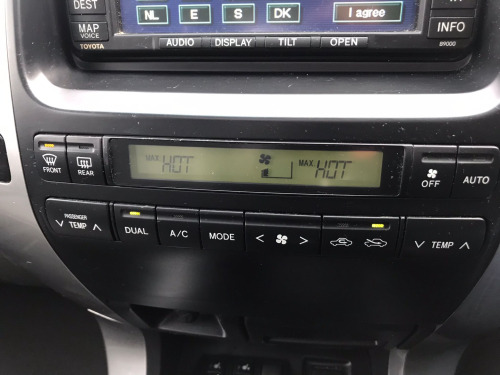 DEST
NL E S DK I agree
MAP
VOICE
INFO
TOYOTA AUDIO DISPLAY TILT OPEN B9000
FRONT REAR MAX. HOT MAX. HOT OFF AUTO
PASSENGER
TEMP DUAL A/C MODE TEMP